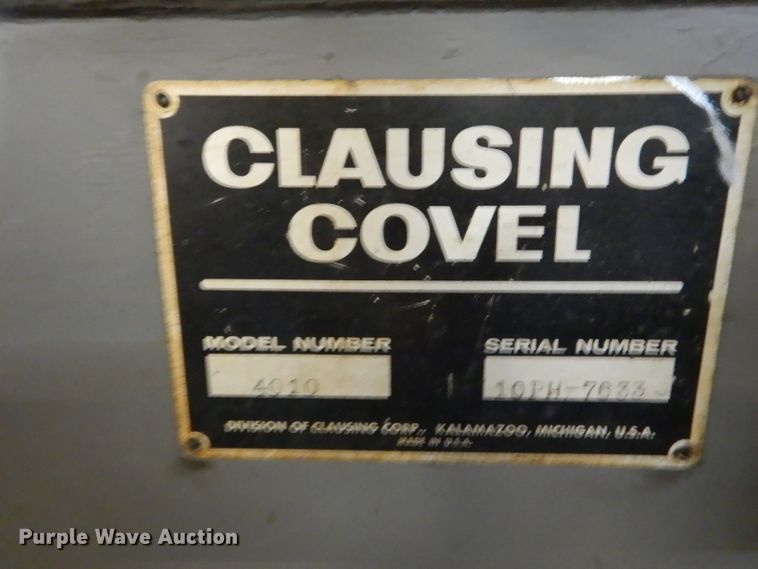 CLAUSING
COVEL
MODEL NUMBER SERIAL NUMBER
4010 10PH-7633
DIVISION OF CLAUSING CORP., KALAMAZOO, MICHIGAN, U.S.A.
MADE IN U.S.A.
Purple Wave Auction